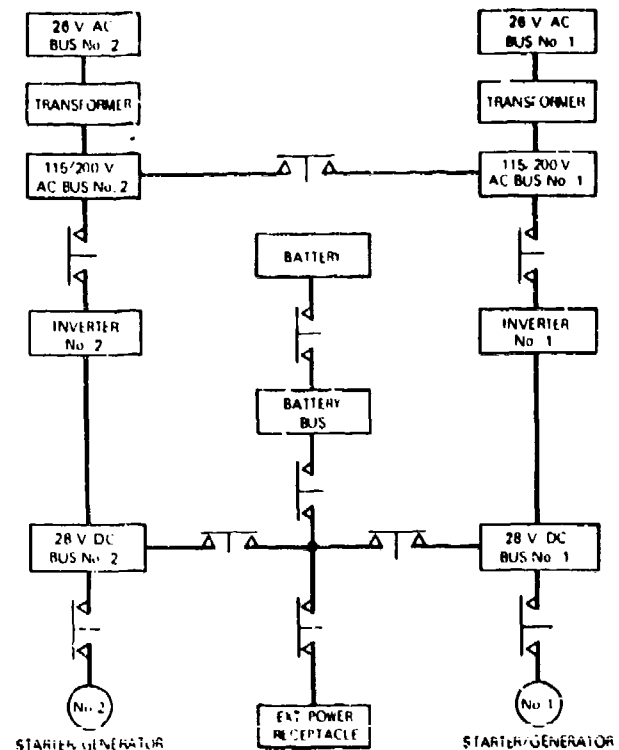 26 V AC
BUS No. 2
26 V AC
BUS No. 1
TRANSFORMER
TRANSFORMER
115/200 V
AC BUS No. 2
115/200 V
AC BUS No 1
BATTERY
INVERTER
No. 2
INVERTER
No. 1
BATTERY
BUS
28 V DC
BUS No. 2
28 V DC
BUS No. 1
No. 2
No. 1
EXT. POWER
RECEPTACLE
STARTER/GENERATOR
STARTER/GENERATOR